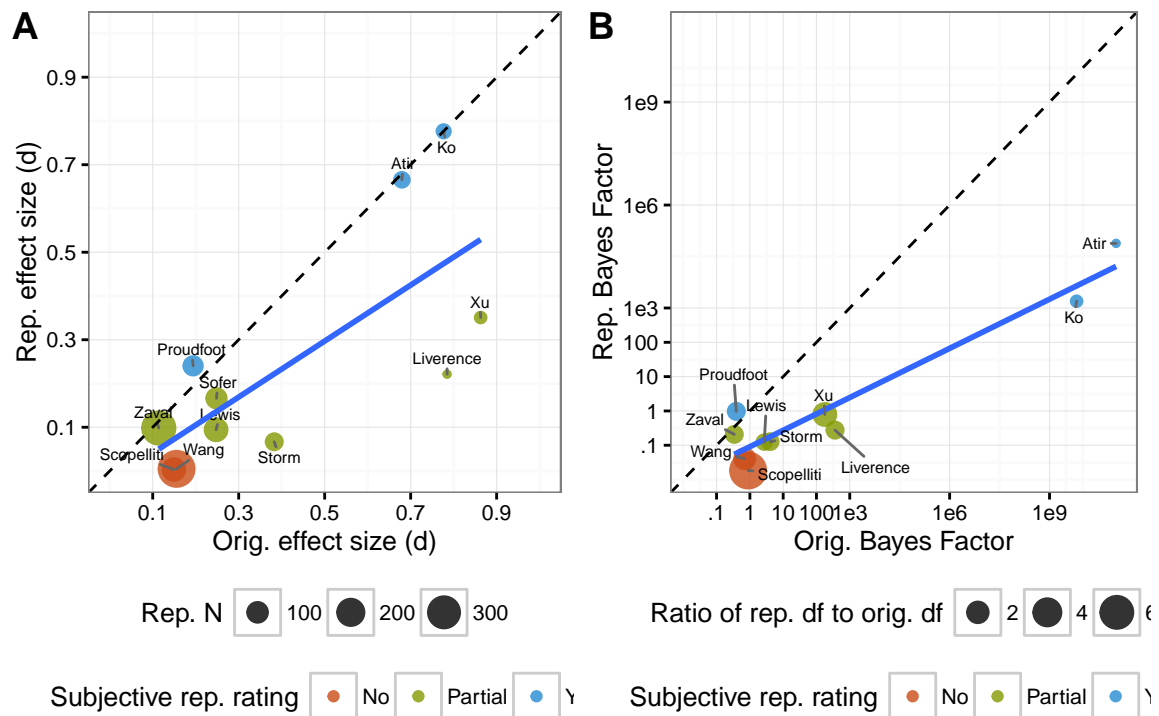 A
Rep. effect size (d)
0.9
0.7
0.5
0.3
0.1
Ko
Atir
Xu
Liverence
Proudfoot
Sofer
Zaval
Lewis
Scopelliti
Wang
Storm
0.1 0.3 0.5 0.7 0.9
Orig. effect size (d)
Rep. N 100 200 300
Subjective rep. rating No Partial Y
B
Rep. Bayes Factor
1e9
1e6
1e3
100
10
1
.1
Atir
Ko
Proudfoot
Xu
Lewis
Zaval
Storm
Wang
Liverence
Scopelliti
.1 1 10 100 1e3 1e6 1e9
Orig. Bayes Factor
Ratio of rep. df to orig. df 2 4 6
Subjective rep. rating No Partial Y